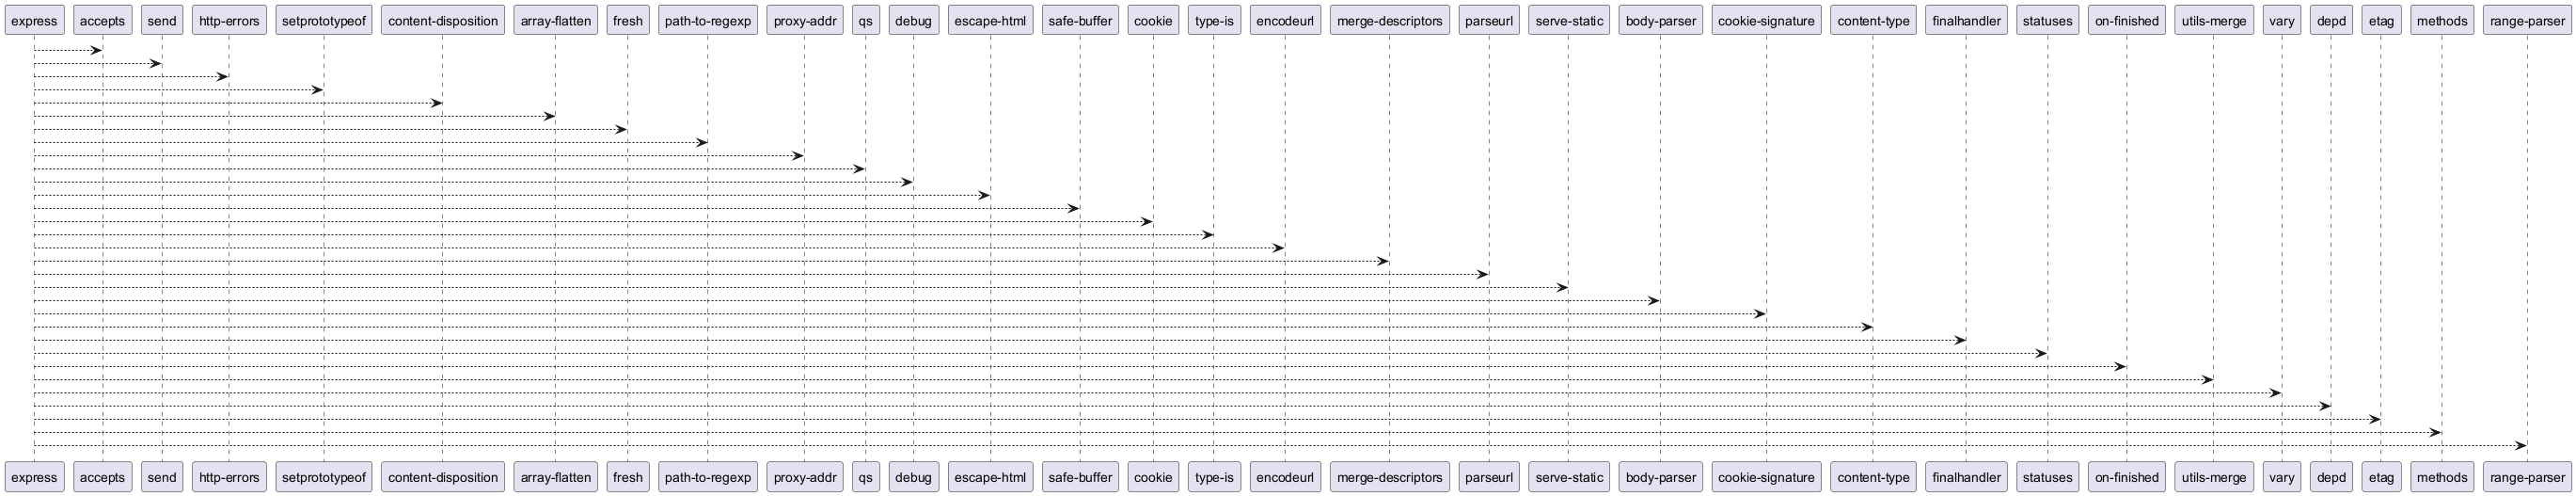 express accepts send http-errors setprototypeof content-disposition array-flatten fresh path-to-regexp proxy-addr qs debug escape-html safe-buffer cookie type-is encodeurl merge-descriptors parseurl serve-static body-parser cookie-signature content-type finalhandler statuses on-finished utils-merge vary depd etag methods range-parser
express accepts send http-errors setprototypeof content-disposition array-flatten fresh path-to-regexp proxy-addr qs debug escape-html safe-buffer cookie type-is encodeurl merge-descriptors parseurl serve-static body-parser cookie-signature content-type finalhandler statuses on-finished utils-merge vary depd etag methods range-parser